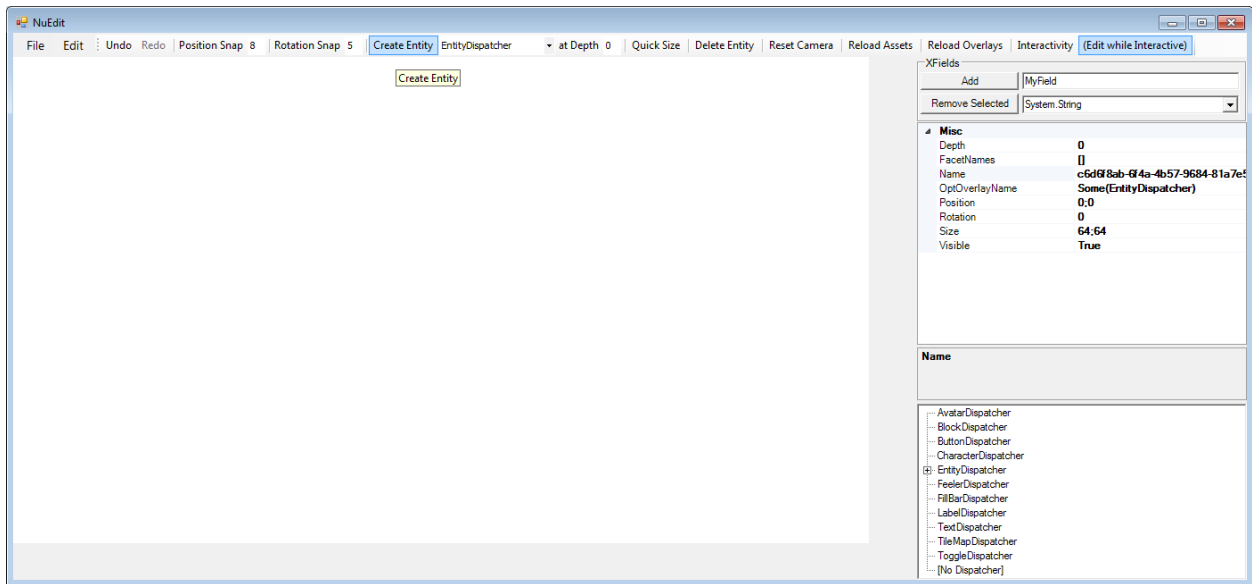 NuEdit
File Edit Undo Redo Position Snap 8 Rotation Snap 5 Create Entity EntityDispatcher at Depth 0 Quick Size Delete Entity Reset Camera Reload Assets Reload Overlays Interactivity (Edit while Interactive)
Create Entity
XFields
Add MyField
Remove Selected System.String
Misc
Depth 0
FacetNames []
Name c6d6f8ab-6f4a-4b57-9684-81a7e5
OptOverlayName Some(EntityDispatcher)
Position 0;0
Rotation 0
Size 64;64
Visible True
Name
AvatarDispatcher
BlockDispatcher
ButtonDispatcher
CharacterDispatcher
EntityDispatcher
FeelerDispatcher
FillBarDispatcher
LabelDispatcher
TextDispatcher
TileMapDispatcher
ToggleDispatcher
[No Dispatcher]